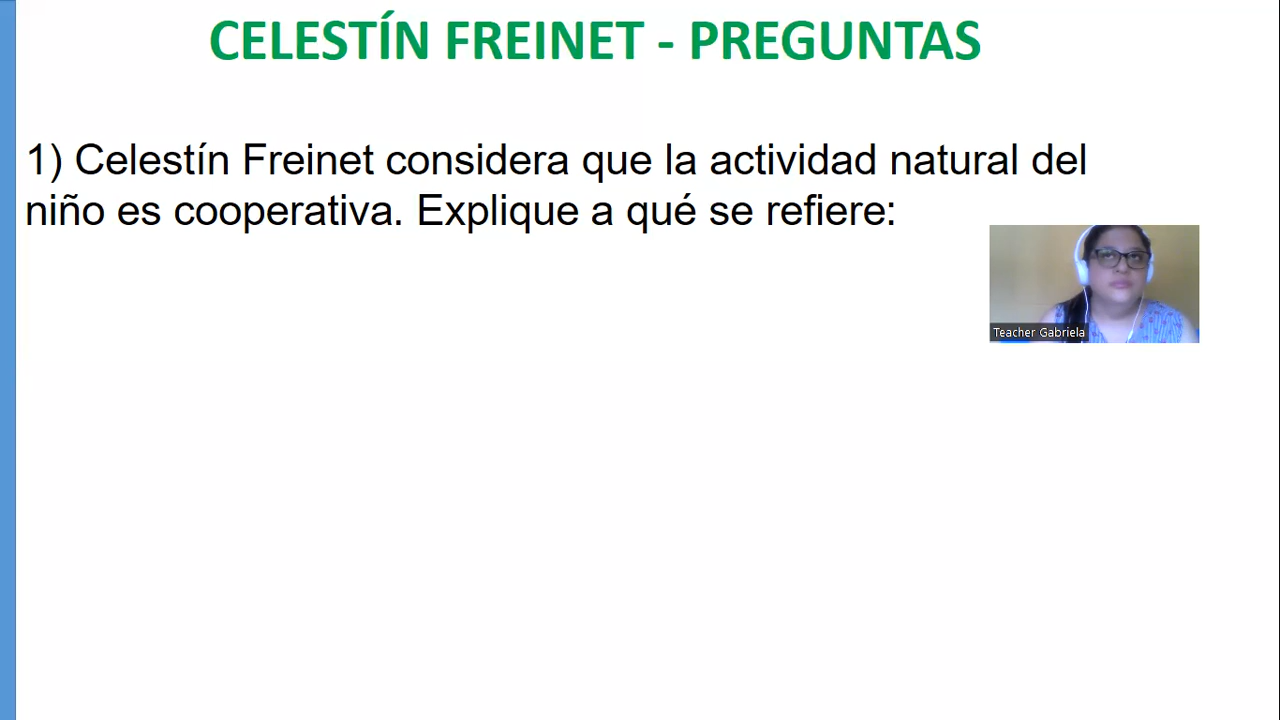 CELESTÍN FREINET - PREGUNTAS
1) Celestín Freinet considera que la actividad natural del
niño es cooperativa. Explique a qué se refiere:
Teacher Gabriela